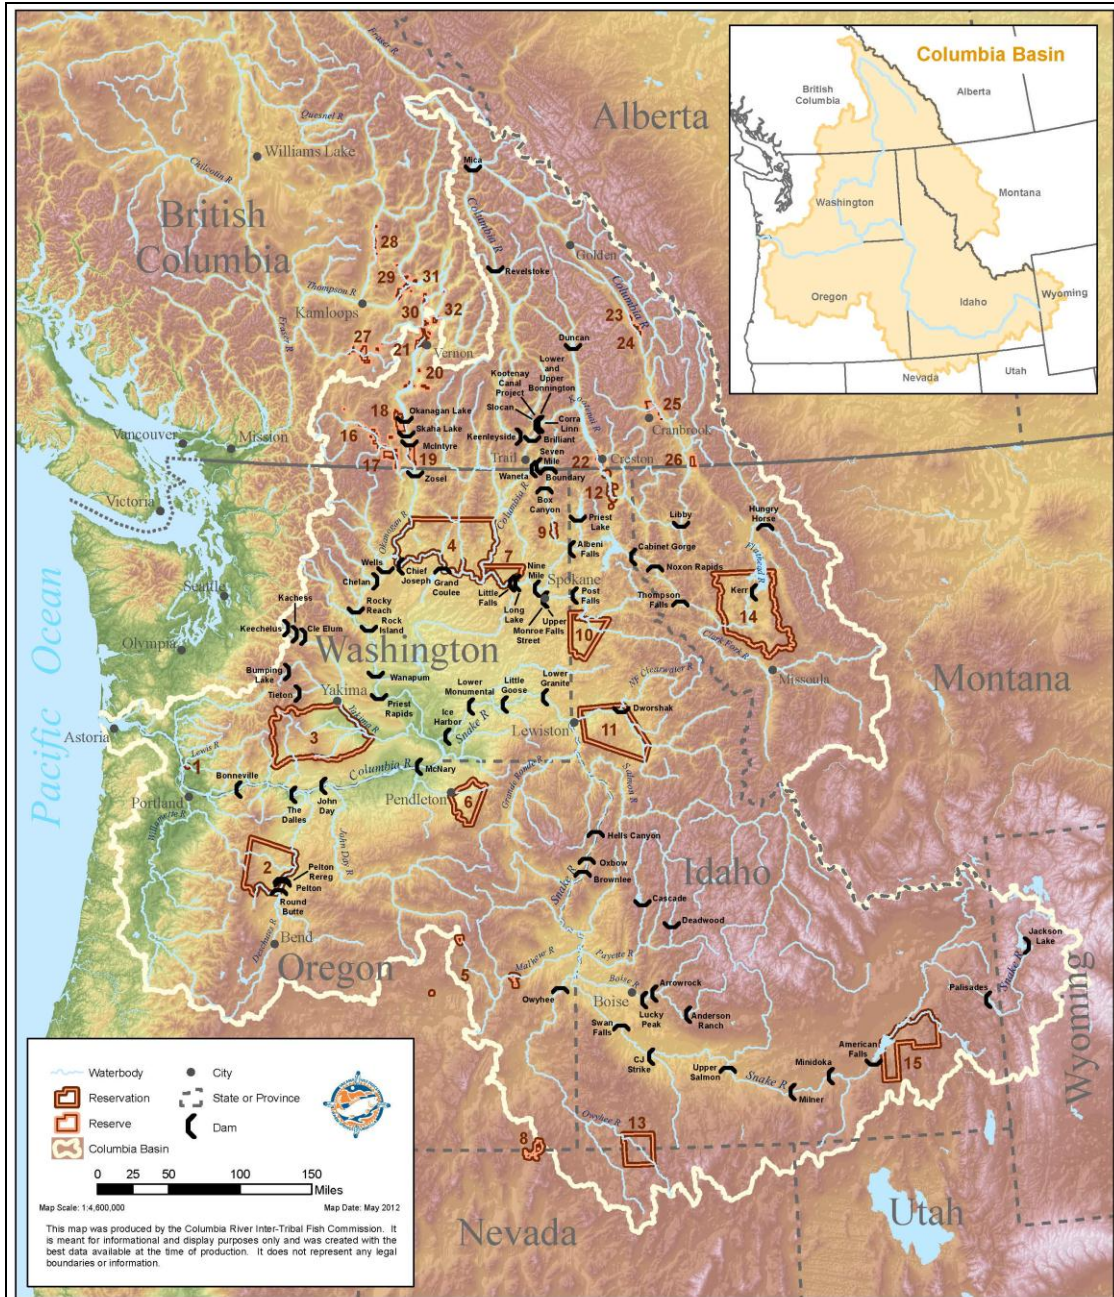 Fraser R
Alberta
Quesnel R
Williams Lake
Chilcotin R
Mica
British
Columbia
Columbia R
Golden
Revelstoke
28
29
31
Thompson R
Kamloops
30
32
Fraser R
27
21
Vernon
20
23
Columbia R
24
Duncan
Lower
and
Upper
Bonnington
Kootenay
Canal
Project
Slocan
Corra
Linn
Kootenai R
Keenleyside
Brilliant
25
Cranbrook
18
Okanagan Lake
Skaha Lake
McIntyre
16
17
19
Zosel
Vancouver
Mission
Trail
Seven
Mile
Waneta
Boundary
22
Creston
26
Box
Canyon
12
Victoria
Okanogan R
Columbia R
9
Priest
Lake
Libby
Hungry
Horse
4
Albeni
Falls
Cabinet Gorge
Noxon Rapids
Flathead R
Wells
Chief
Joseph
Grand
Coulee
7
Nine
Mile
Spokane
Chelan
Little
Falls
Long
Lake
Post
Falls
Thompson
Falls
Kerr
14
Seattle
Kachess
Rocky
Reach
Rock
Island
Monroe
Street
Upper
Falls
10
Keechelus
Cle Elum
Olympia
Washington
Clark Fork R
Missoula
Montana
NF Clearwater R
Bumping
Lake
Tieton
Wanapum
Yakima
Priest
Rapids
Lower
Monumental
Little
Goose
Lower
Granite
Ice
Harbor
Snake R
Lewiston
Dworshak
11
Yakima R
3
Astoria
Lewis R
1
Bonneville
Columbia R
McNary
Grande Ronde R
Salmon R
Portland
The
Dalles
John
Day
Pendleton
6
Willamette R
John Day R
2
Pelton
Rereg
Pelton
Round
Butte
Hells Canyon
Oxbow
Brownlee
Snake R
Idaho
Cascade
Deadwood
Deschutes R
Bend
Oregon
5
Malheur R
Payette R
Owyhee
Boise R
Boise
Arrowrock
Lucky
Peak
Anderson
Ranch
Swan
Falls
CJ
Strike
Upper
Salmon
Snake R
Milner
Minidoka
American
Falls
15
Palisades
Jackson
Lake
Snake R
Wyoming
Owyhee R
13
8
Nevada
Utah
Pacific Ocean
Columbia Basin
British
Columbia
Alberta
Washington
Montana
Oregon
Idaho
Wyoming
Nevada
Utah
Waterbody
City
Reservation
State or Province
Reserve
Dam
Columbia Basin
0 25 50 100 150
Miles
Map Scale: 1:4,600,000
Map Date: May 2012
This map was produced by the Columbia River Inter-Tribal Fish Commission. It
is meant for informational and display purposes only and was created with the
best data available at the time of production. It does not represent any legal
boundaries or information.